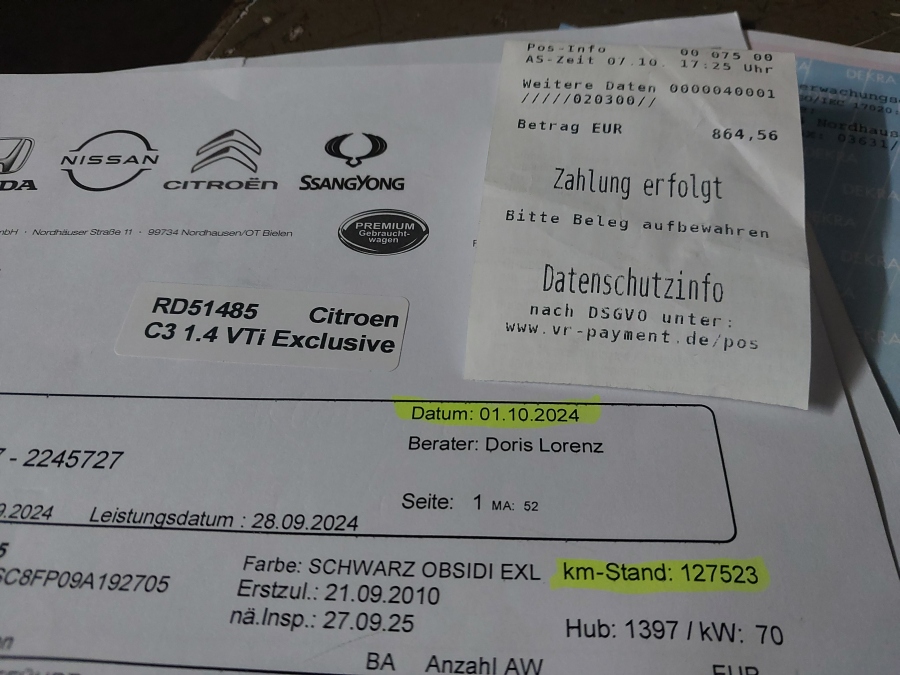 Pos-Info 00 075 00
AS-Zeit 07.10. 17:25 Uhr
Weitere Daten 0000040001
/////020300//
Betrag EUR 864,56
Zahlung erfolgt
Bitte Beleg aufbewahren
Datenschutzinfo
nach DSGVO unter:
www.vr-payment.de/pos
DEKRA
NISSAN
CITROËN
SSANGYONG
Nordhäuser Straße 11 · 99734 Nordhausen/OT Bielen
PREMIUM
Gebraucht-
wagen
RD51485 Citroen
C3 1.4 VTi Exclusive
Datum: 01.10.2024
Berater: Doris Lorenz
- 2245727
Seite: 1 MA: 52
.2024 Leistungsdatum : 28.09.2024
Farbe: SCHWARZ OBSIDI EXL km-Stand: 127523
SC8FP09A192705
Erstzul.: 21.09.2010
nä.Insp.: 27.09.25
Hub: 1397 / kW: 70
BA Anzahl AW EUR